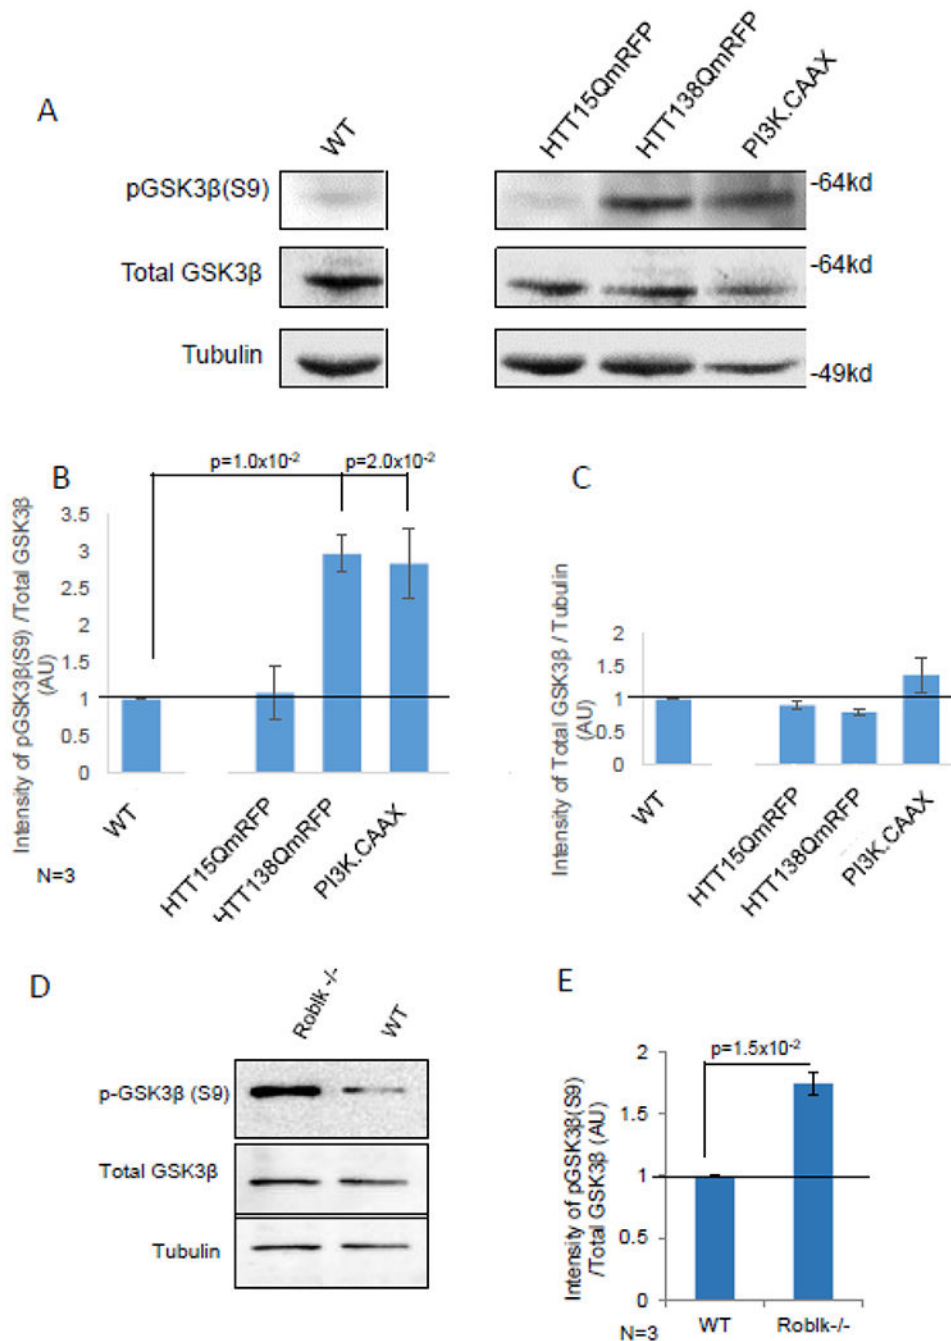 A
WT
HTT15QmRFP
HTT138QmRFP
PI3K.CAAX
pGSK3β(S9)
-64kd
Total GSK3β
-64kd
Tubulin
-49kd
B
p=1.0x10-2
p=2.0x10-2
Intensity of pGSK3β(S9) /Total GSK3β
(AU)
3.5
3
2.5
2
1.5
1
0.5
0
WT
HTT15QmRFP
HTT138QmRFP
PI3K.CAAX
N=3
C
Intensity of Total GSK3β / Tubulin
(AU)
2
1.5
1
0.5
0
WT
HTT15QmRFP
HTT138QmRFP
PI3K.CAAX
D
Roblk -/-
WT
p-GSK3β (S9)
Total GSK3β
Tubulin
E
p=1.5x10-2
Intensity of pGSK3β(S9)
/Total GSK3β (AU)
2
1.5
1
0.5
0
WT
Roblk-/-
N=3